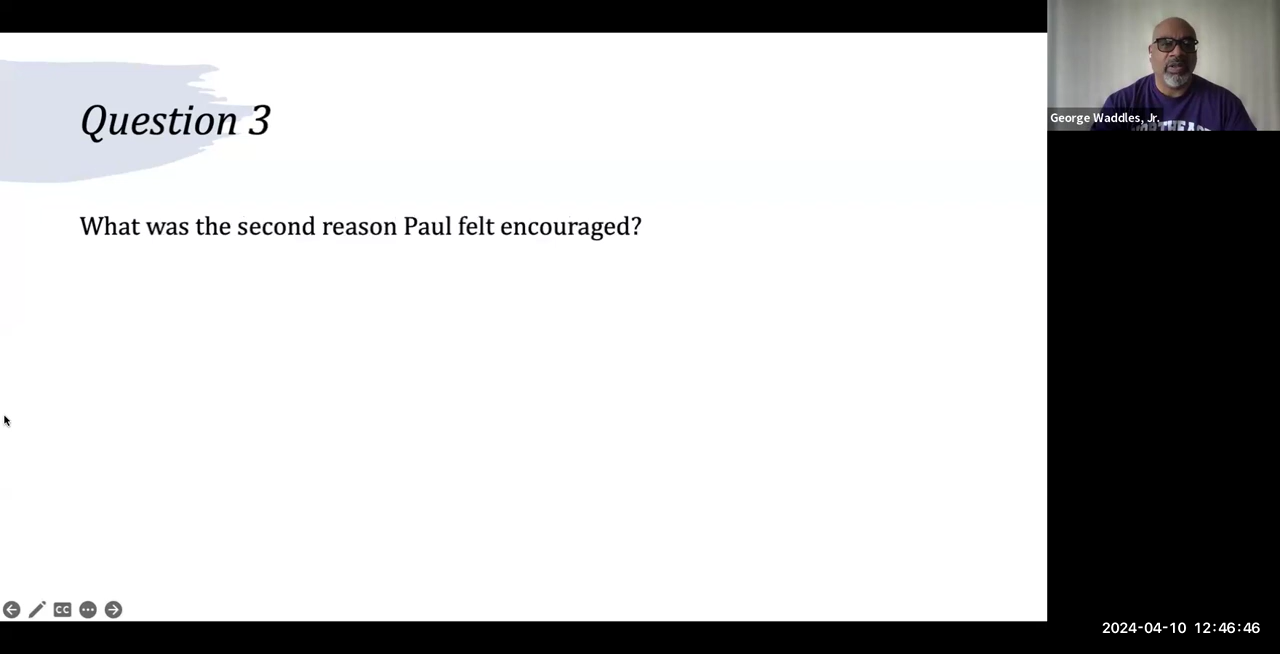 Question 3
What was the second reason Paul felt encouraged?
George Waddles, Jr.
CC
2024-04-10 12:46:46